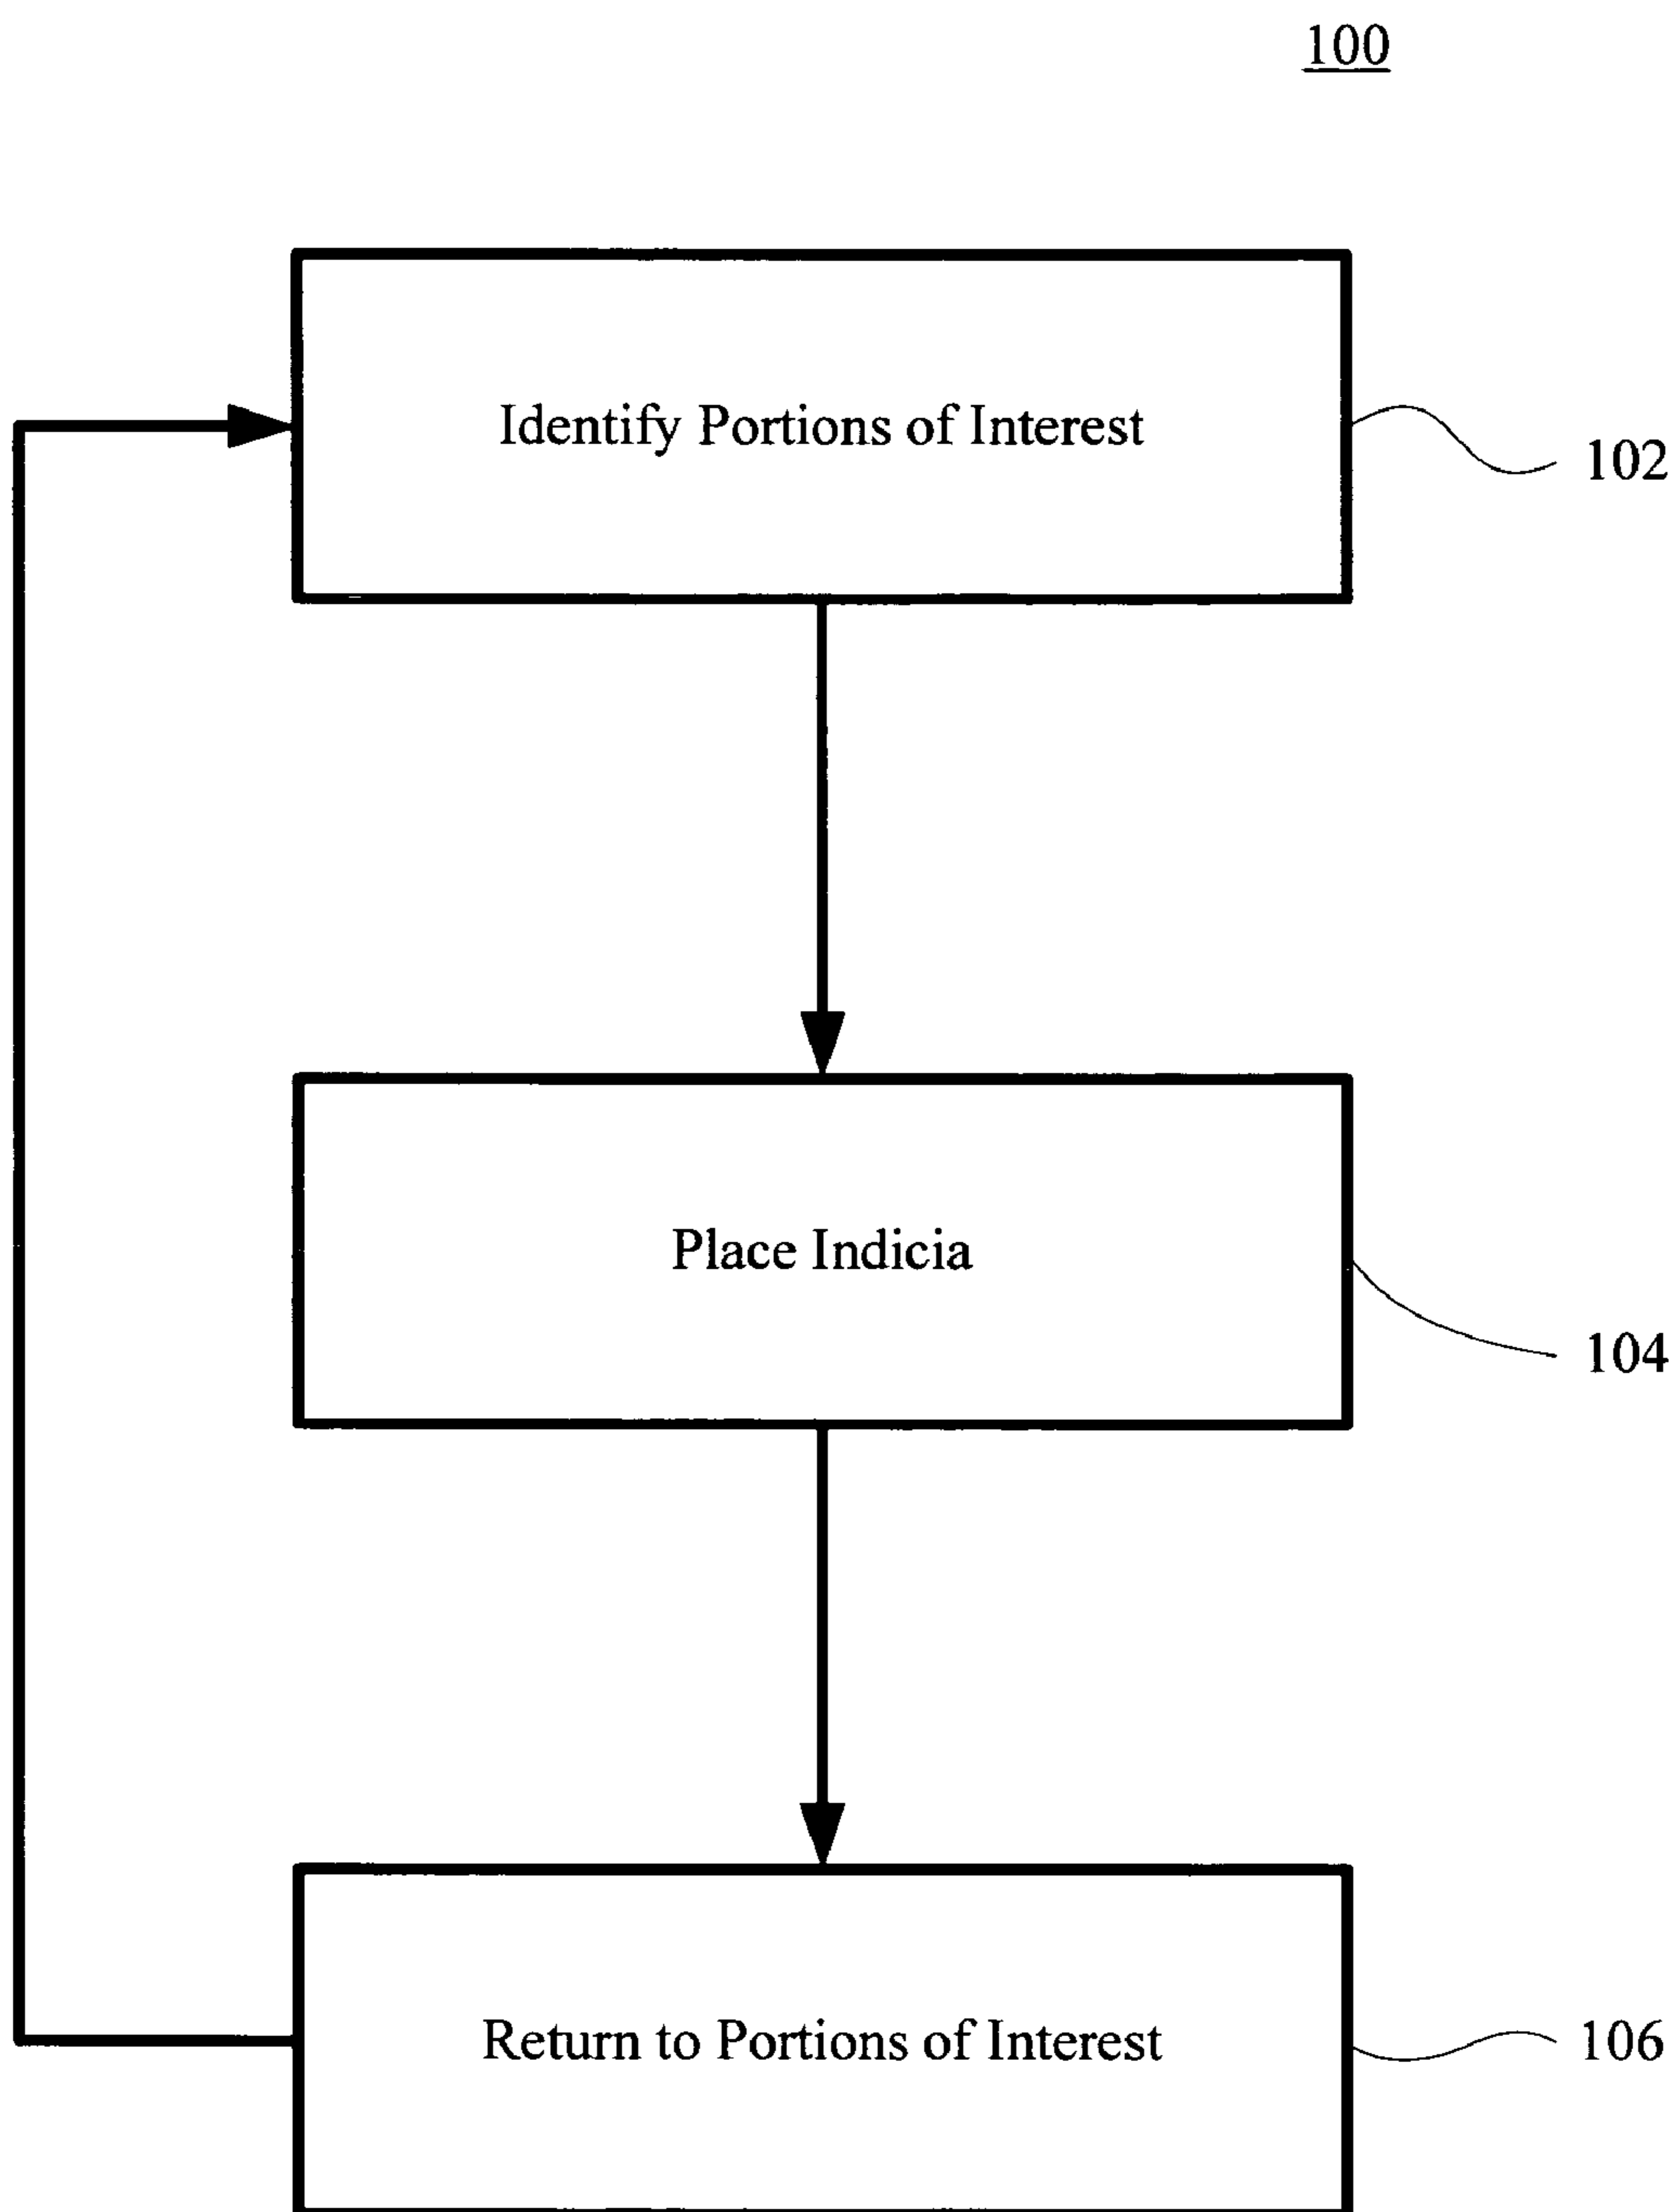 100
Identify Portions of Interest
102
Place Indicia
104
Return to Portions of Interest
106